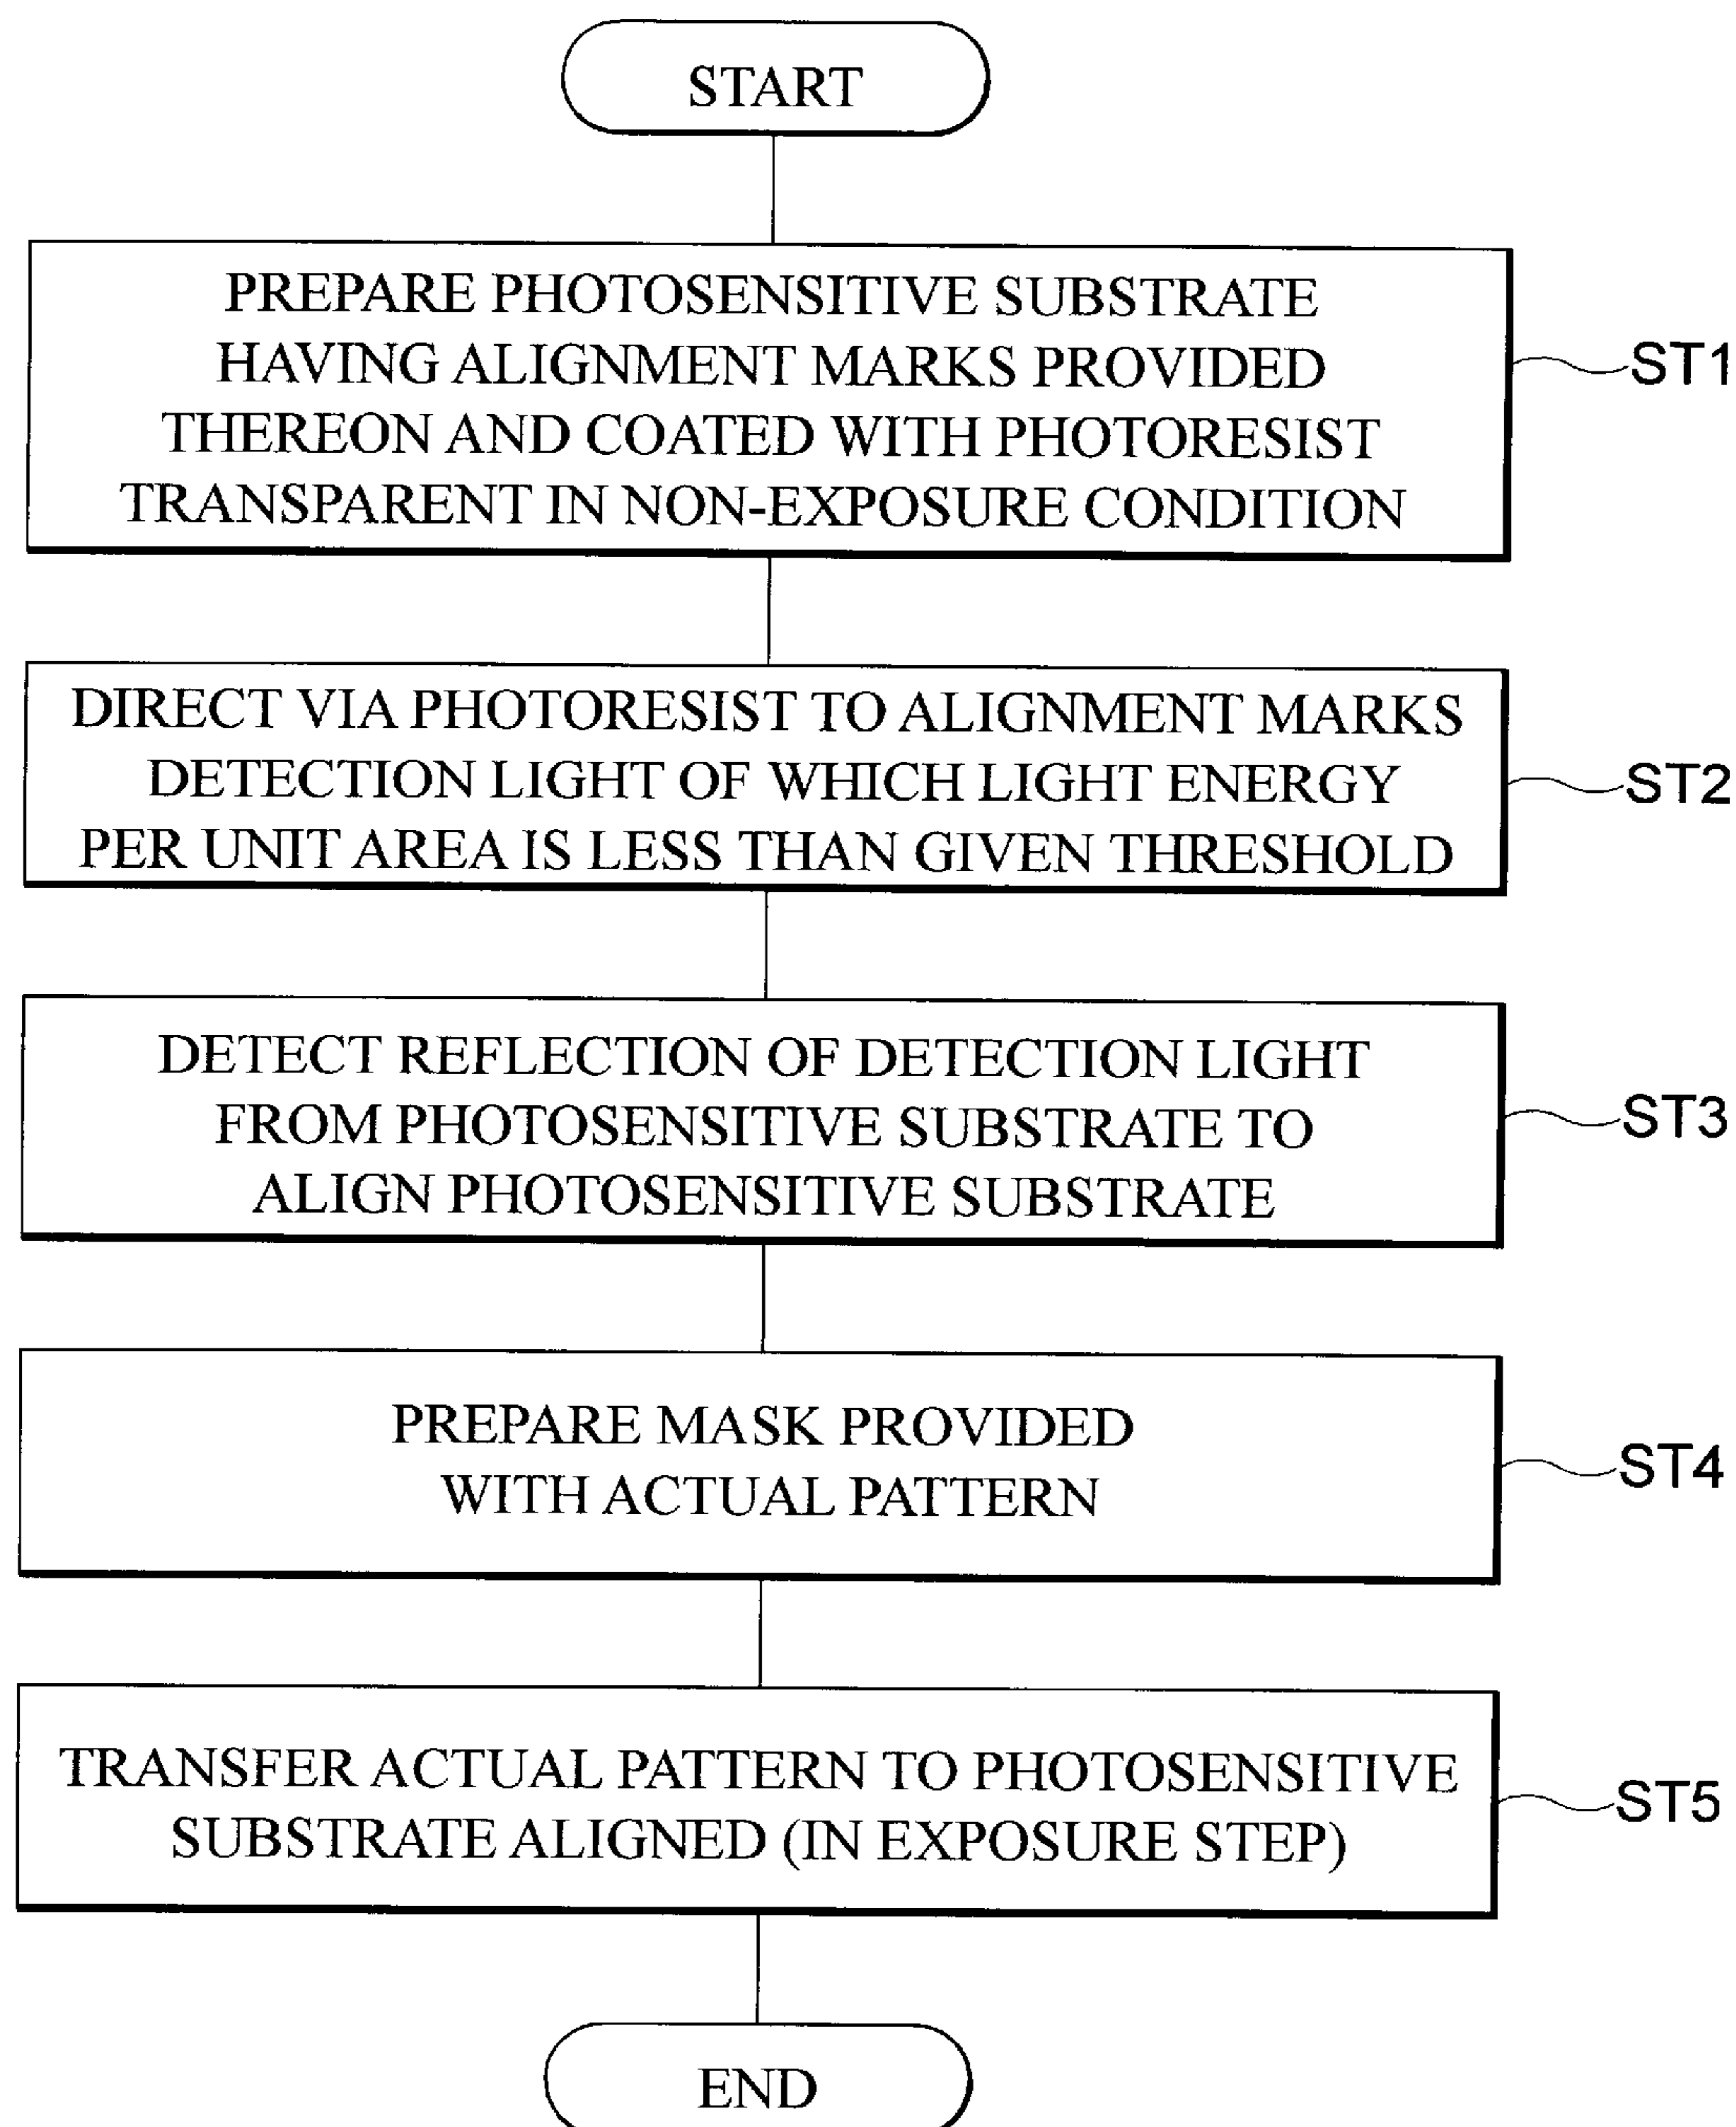 START
PREPARE PHOTOSENSITIVE SUBSTRATE
HAVING ALIGNMENT MARKS PROVIDED
THEREON AND COATED WITH PHOTORESIST
TRANSPARENT IN NON-EXPOSURE CONDITION
ST1
DIRECT VIA PHOTORESIST TO ALIGNMENT MARKS
DETECTION LIGHT OF WHICH LIGHT ENERGY
PER UNIT AREA IS LESS THAN GIVEN THRESHOLD
ST2
DETECT REFLECTION OF DETECTION LIGHT
FROM PHOTOSENSITIVE SUBSTRATE TO
ALIGN PHOTOSENSITIVE SUBSTRATE
ST3
PREPARE MASK PROVIDED
WITH ACTUAL PATTERN
ST4
TRANSFER ACTUAL PATTERN TO PHOTOSENSITIVE
SUBSTRATE ALIGNED (IN EXPOSURE STEP)
ST5
END